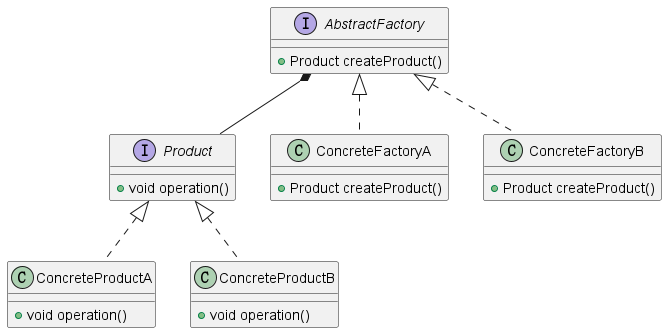 I AbstractFactory
Product createProduct()
I Product
void operation()
C ConcreteFactoryA
Product createProduct()
C ConcreteFactoryB
Product createProduct()
C ConcreteProductA
void operation()
C ConcreteProductB
void operation()